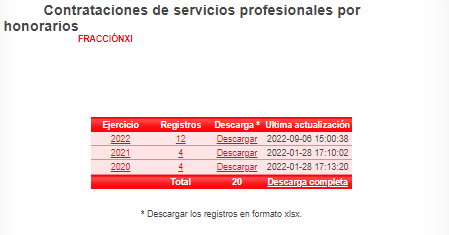 Contrataciones de servicios profesionales por
honorarios
FRACCIÓNXI
Ejercicio Registros Descarga * Ultima actualización
2022 12 Descargar 2022-09-06 15:00:38
2021 4 Descargar 2022-01-28 17:10:02
2020 4 Descargar 2022-01-28 17:13:20
Total 20 Descarga completa
* Descargar los registros en formato xlsx.